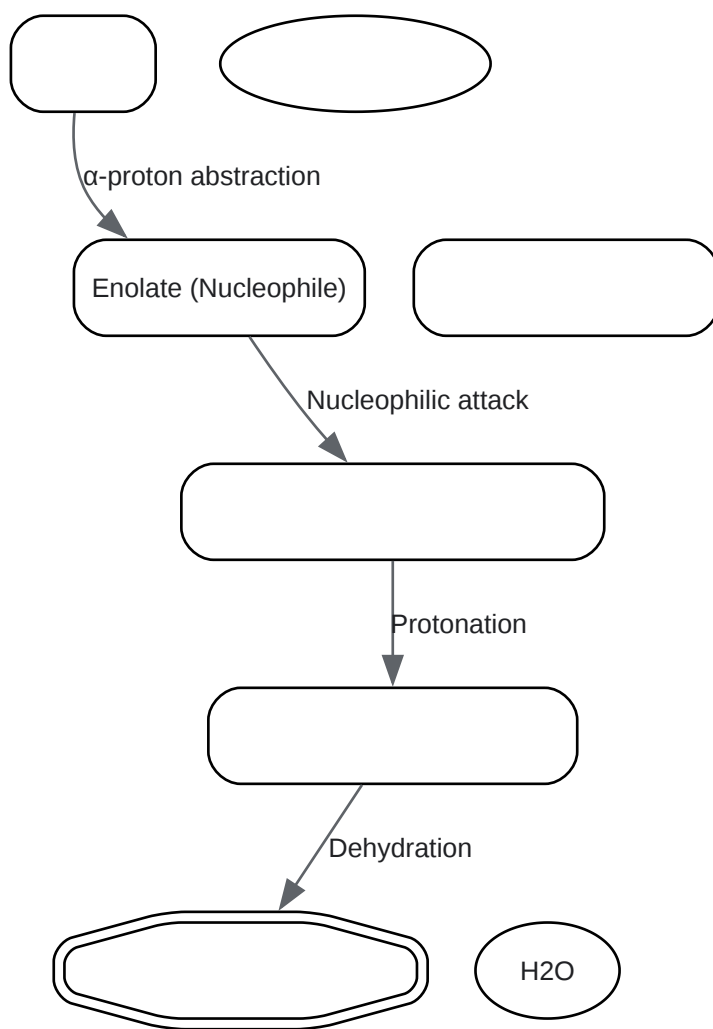 α-proton abstraction
Enolate (Nucleophile)
Nucleophilic attack
Protonation
Dehydration
H2O